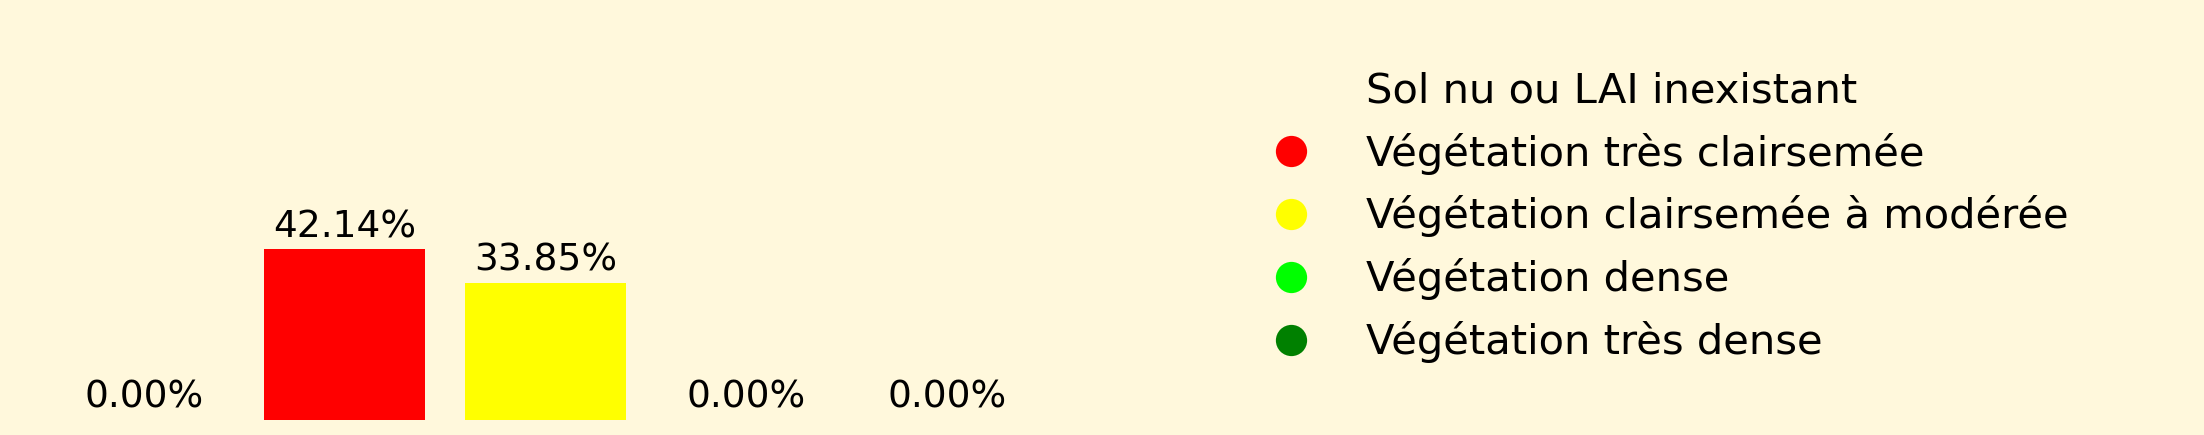 42.14%
33.85%
0.00%
0.00%
0.00%
Sol nu ou LAI inexistant
Végétation très clairsemée
Végétation clairsemée à modérée
Végétation dense
Végétation très dense